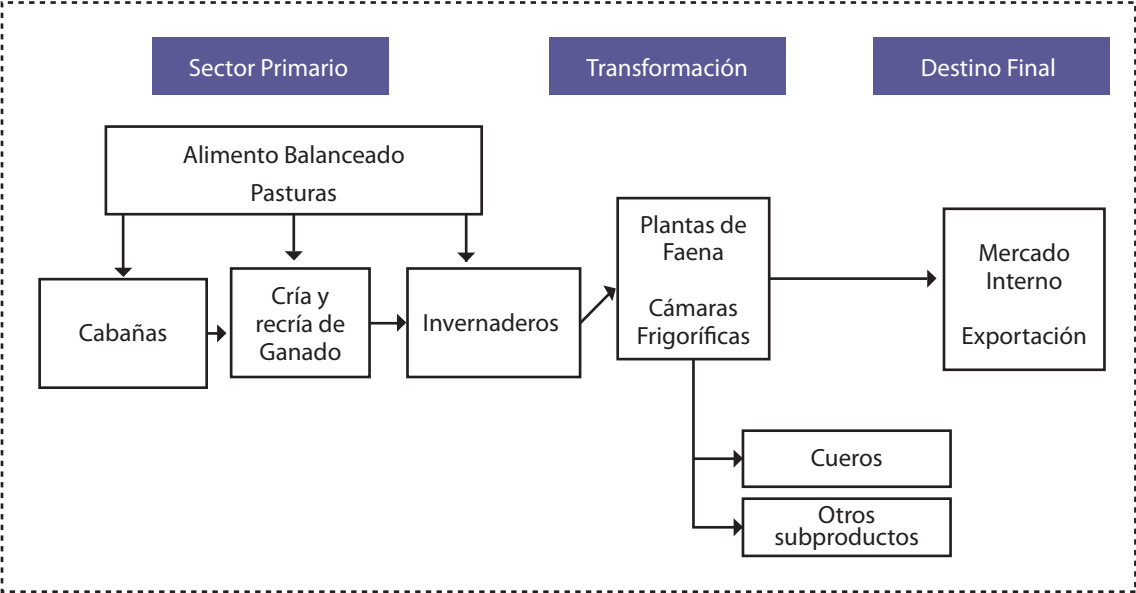 Sector Primario
Transformación
Destino Final
Alimento Balanceado
Pasturas
Cabañas
Cría y
recría de
Ganado
Invernaderos
Plantas de
Faena
Cámaras
Frigoríficas
Mercado
Interno
Exportación
Cueros
Otros
subproductos